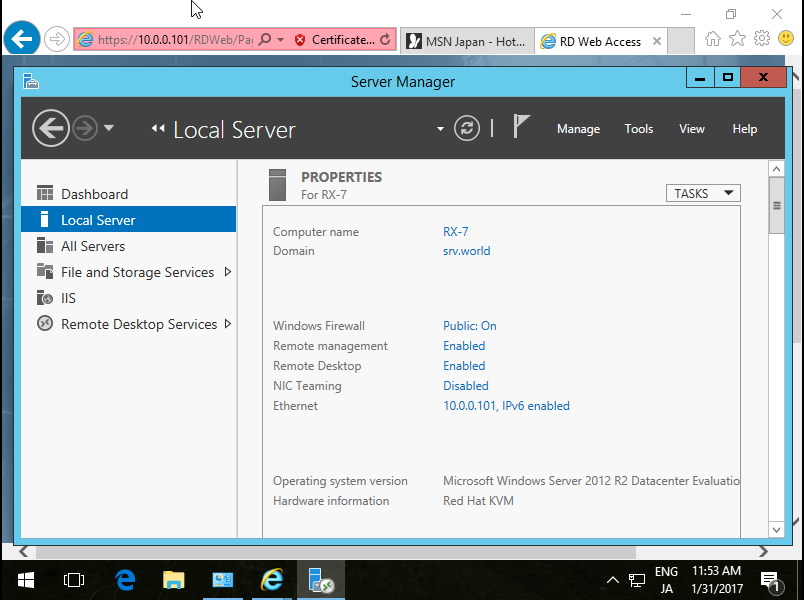 https://10.0.0.101/RDWeb/Pa
Certificate...
MSN Japan - Hot...
RD Web Access
Server Manager
Local Server
Manage
Tools
View
Help
Dashboard
Local Server
All Servers
File and Storage Services
IIS
Remote Desktop Services
PROPERTIES
For RX-7
TASKS
Computer name RX-7
Domain srv.world
Windows Firewall Public: On
Remote management Enabled
Remote Desktop Enabled
NIC Teaming Disabled
Ethernet 10.0.0.101, IPv6 enabled
Operating system version Microsoft Windows Server 2012 R2 Datacenter Evaluatio
Hardware information Red Hat KVM
ENG
JA
11:53 AM
1/31/2017
1